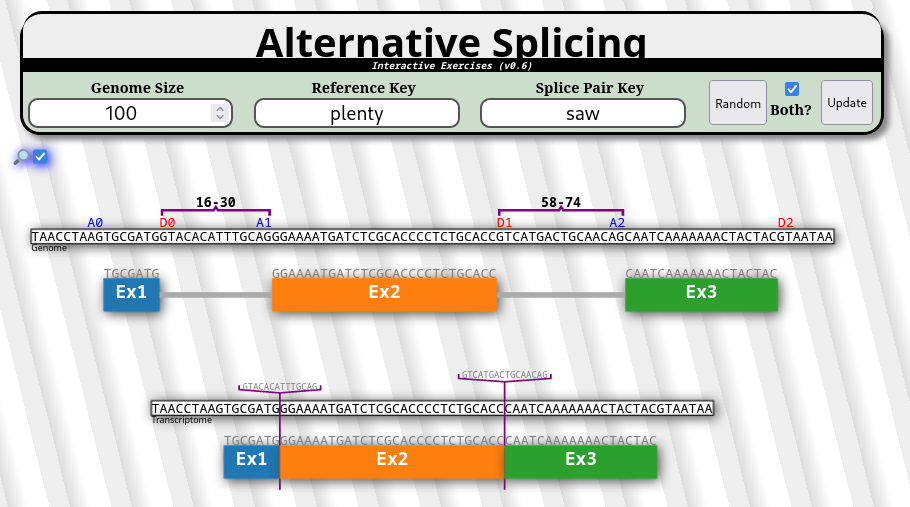 Alternative Splicing
Interactive Exercises (v0.6)
Genome Size Reference Key Splice Pair Key
100 plenty saw Random Both? Update
16-30 58-74
A0 D0 A1 D1 A2 D2
TAACCTAAGTGCGATGGTACACATTTGCAGGGAAAATGATCTCGCACCCCTCTGCACCGTCATGACTGCAACAGCAATCAAAAAAACTACTACGTAATAA
Genome
TGCGATG GGAAAATGATCTCGCACCCCTCTGCACC CAATCAAAAAAACTACTAC
Ex1 Ex2 Ex3
GTACACATTTGCAG GTCATGACTGCAACAG
TAACCTAAGTGCGATGGGAAAATGATCTCGCACCCCTCTGCACCCAATCAAAAAAACTACTACGTAATAA
Transcriptome
TGCGATGGGAAAATGATCTCGCACCCCTCTGCACCCAATCAAAAAAACTACTAC
Ex1 Ex2 Ex3